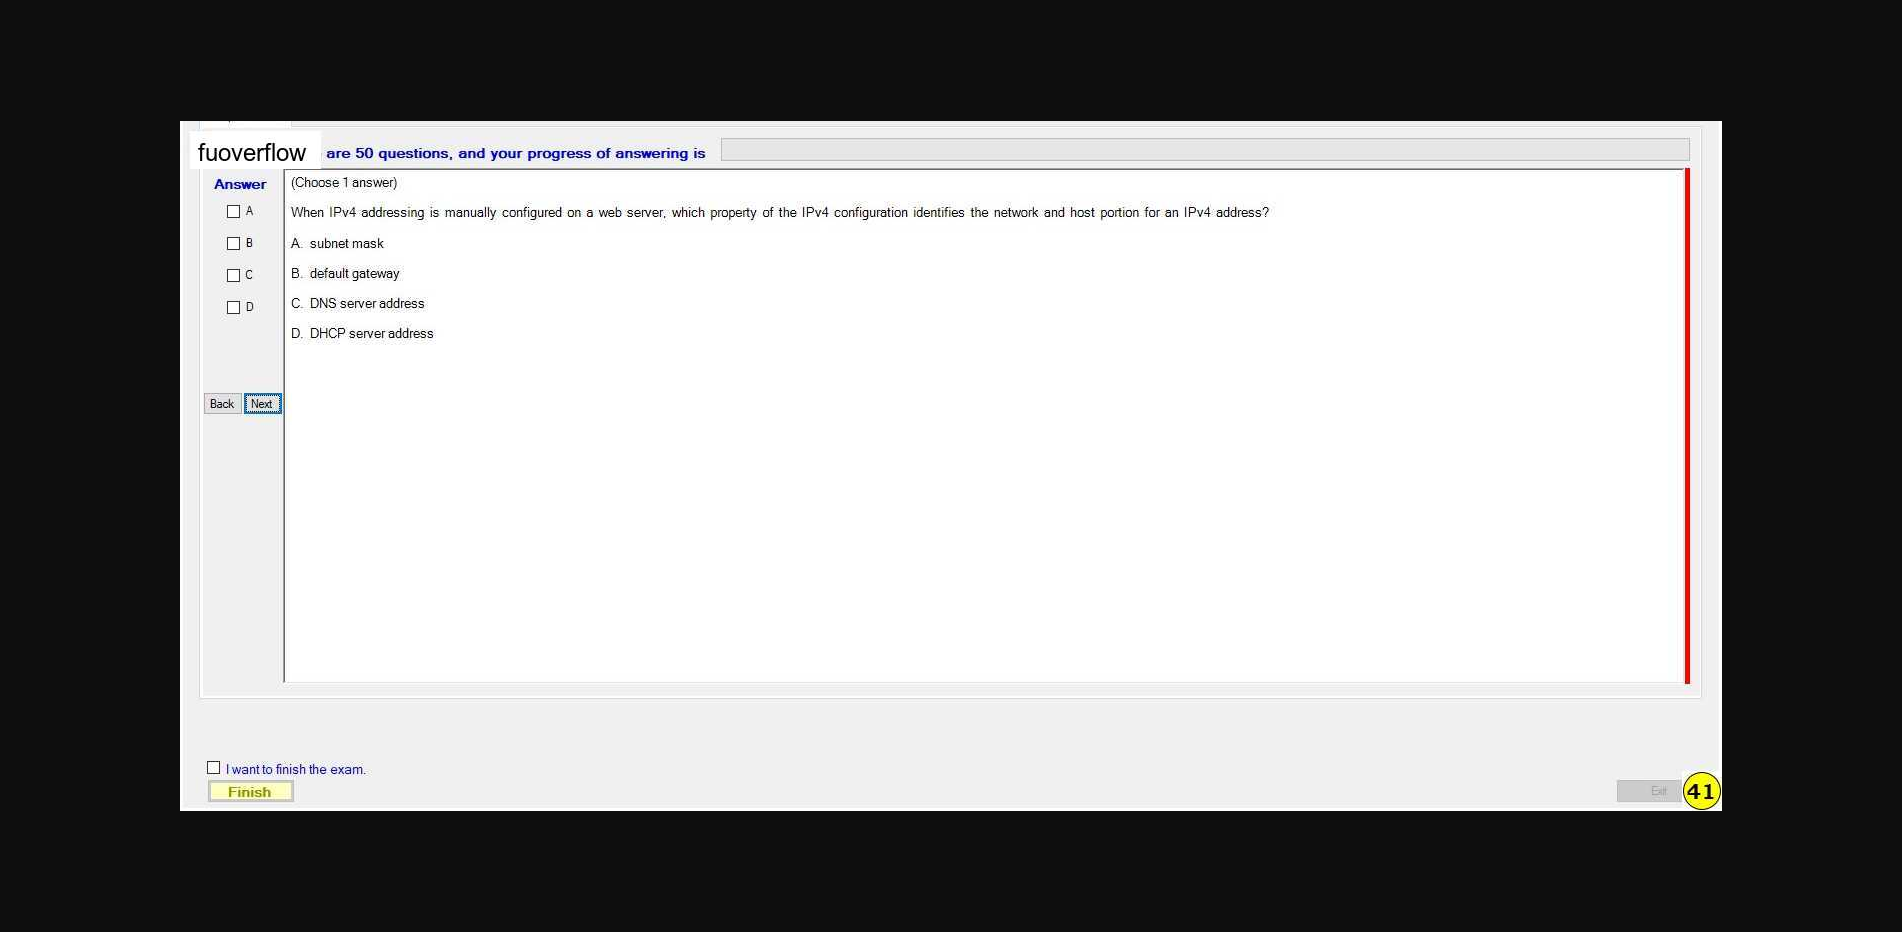 fuoverflow are 50 questions, and your progress of answering is
Answer
(Choose 1 answer)
A
When IPv4 addressing is manually configured on a web server, which property of the IPv4 configuration identifies the network and host portion for an IPv4 address?
B
A. subnet mask
C
B. default gateway
D
C. DNS server address
D. DHCP server address
Back Next
I want to finish the exam.
Finish
Exit
41